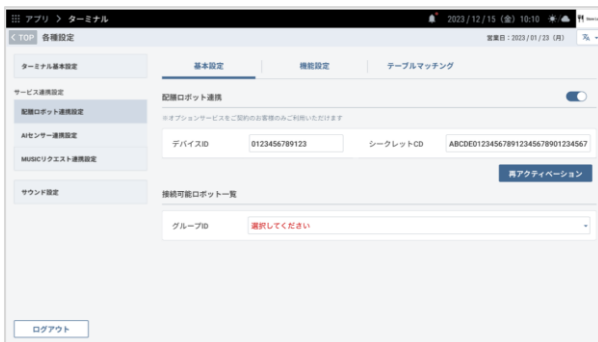 アプリ > ターミナル
2023/12/15 (金) 10:10
< TOP 各種設定
営業日：2023/01/23 (月)
ターミナル基本設定
サービス連携設定
配膳ロボット連携設定
AIセンサー連携設定
MUSICリクエスト連携設定
サウンド設定
ログアウト
基本設定 機能設定 テーブルマッチング
配膳ロボット連携
※オプションサービスをご契約のお客様のみご利用いただけます
デバイスID 0123456789123 シークレットCD ABCDE012345678912345678901234567
再アクティベーション
接続可能ロボット一覧
グループID 選択してください